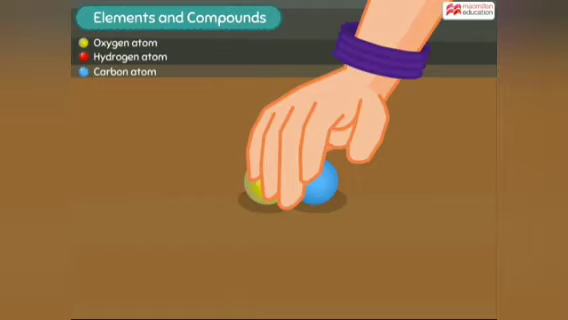 Elements and Compounds
macmillan
education
Oxygen atom
Hydrogen atom
Carbon atom